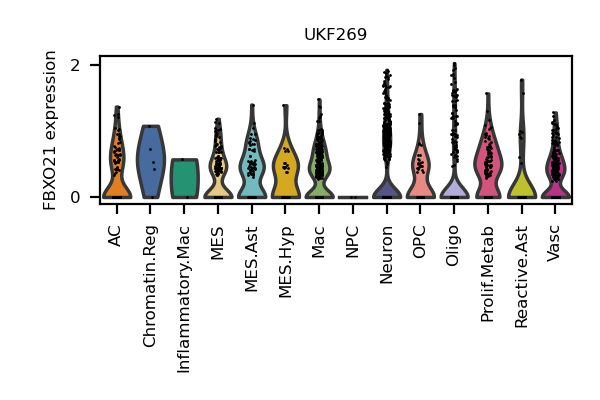 UKF269
FBXO21 expression
2
0
AC
Chromatin.Reg
Inflammatory.Mac
MES
MES.Ast
MES.Hyp
Mac
NPC
Neuron
OPC
Oligo
Prolif.Metab
Reactive.Ast
Vasc